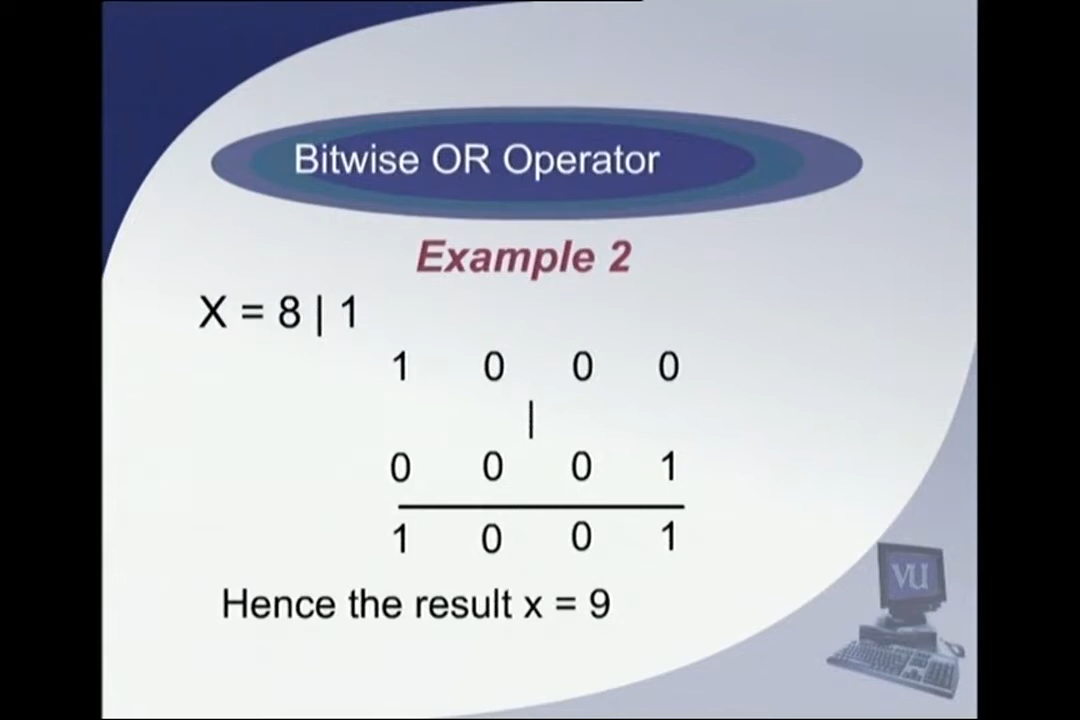 Bitwise OR Operator
Example 2
X = 8 | 1
1 0 0 0
|
0 0 0 1
1 0 0 1
VU
Hence the result x = 9